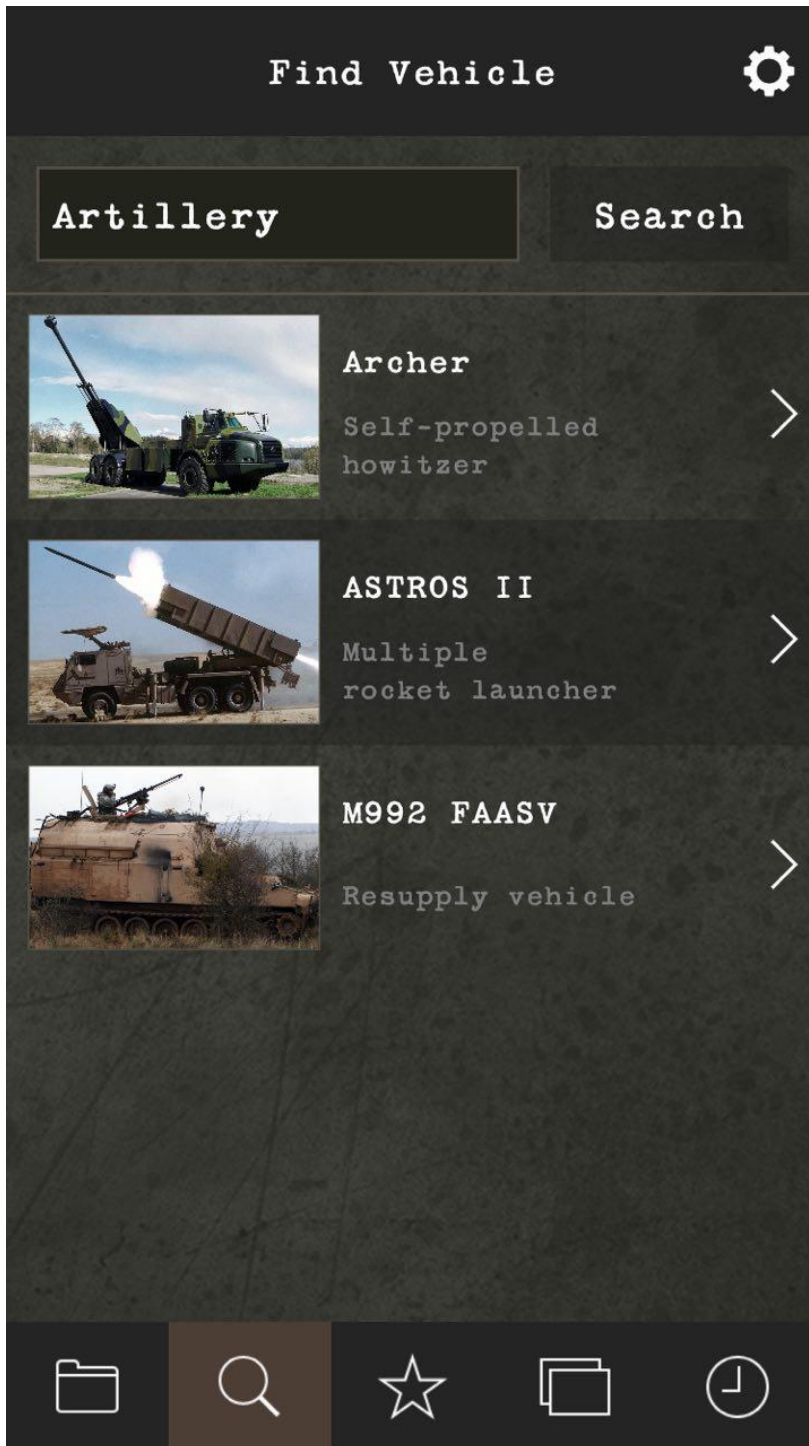 Find Vehicle
Artillery
Search
Archer
Self-propelled
howitzer
ASTROS II
Multiple
rocket launcher
M992 FAASV
Resupply vehicle